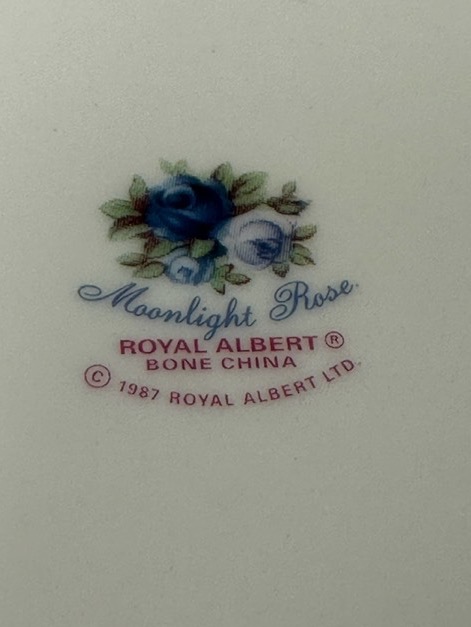 Moonlight Rose.
ROYAL ALBERT ®
BONE CHINA
© 1987 ROYAL ALBERT LTD.